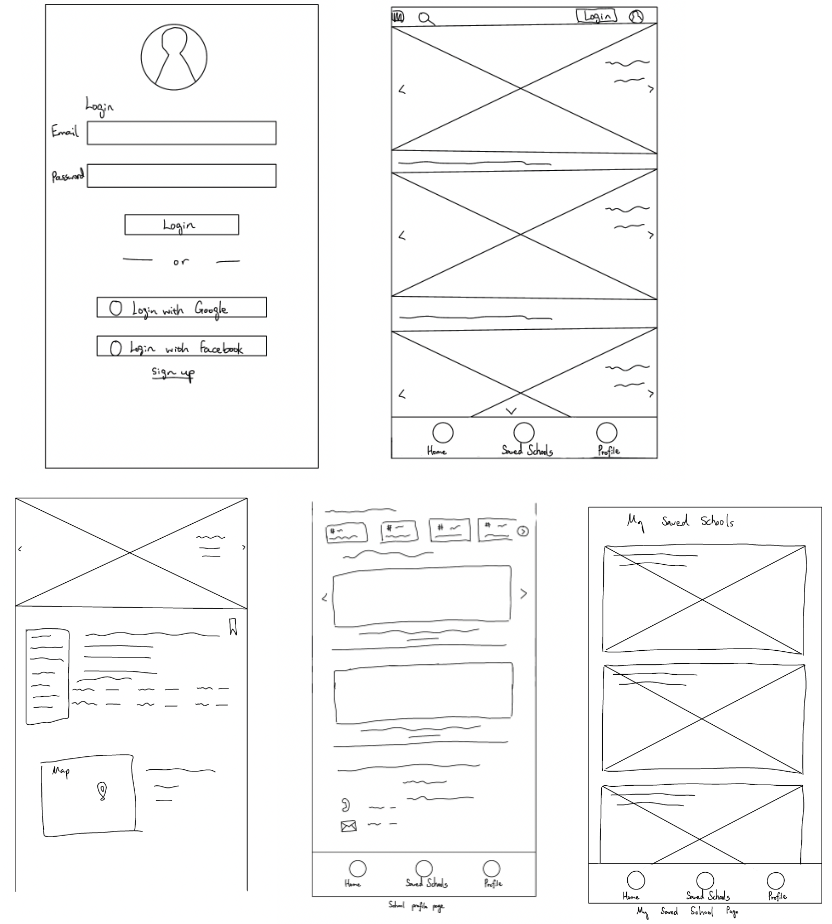 Login
Email
Password
Login
or
Login with Google
Login with Facebook
Sign up
Login
Home
Saved Schools
Profile
Map
#
#
#
#
Home
Saved Schools
Profile
School profile page
My Saved Schools
Home
Saved Schools
Profile
My Saved School Page